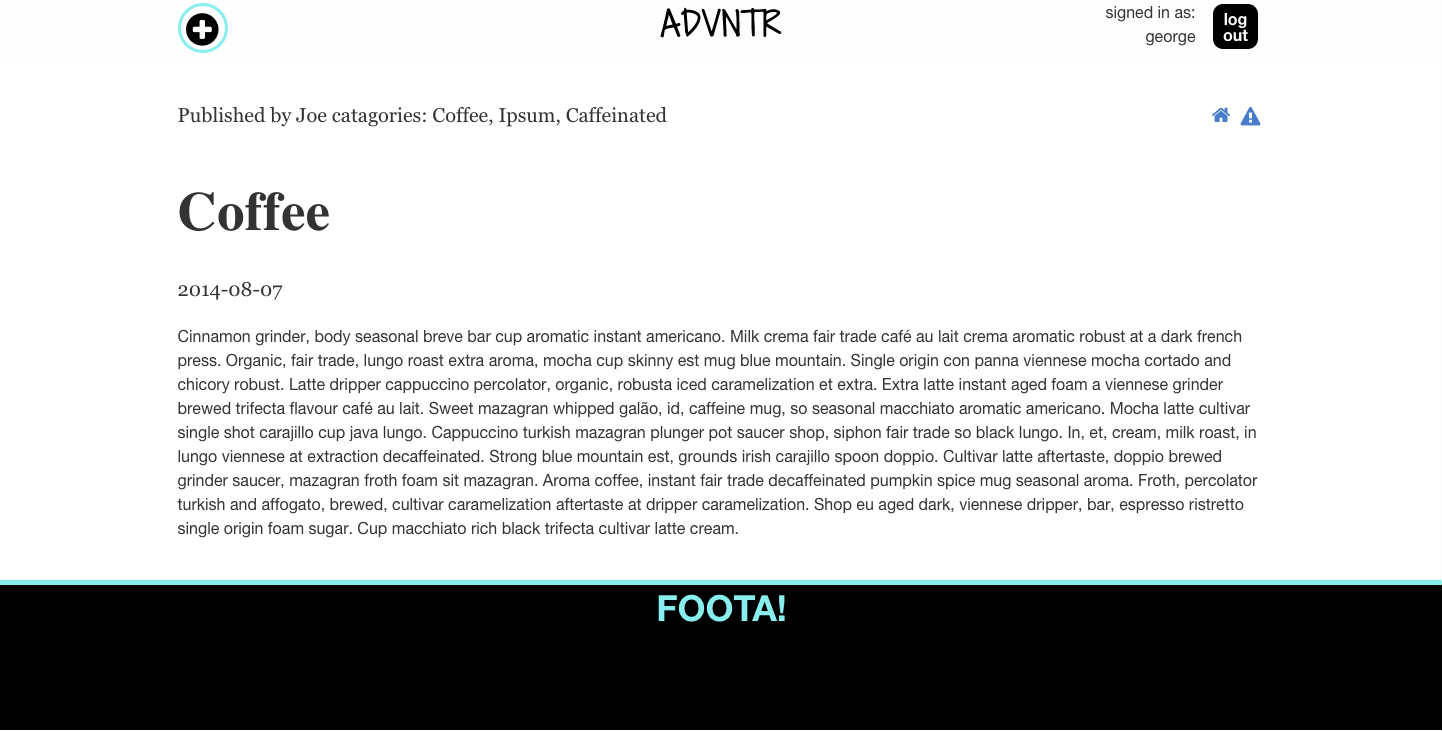 ADVNTR
signed in as:
george
log
out
Published by Joe catagories: Coffee, Ipsum, Caffeinated
Coffee
2014-08-07
Cinnamon grinder, body seasonal breve bar cup aromatic instant americano. Milk crema fair trade café au lait crema aromatic robust at a dark french
press. Organic, fair trade, lungo roast extra aroma, mocha cup skinny est mug blue mountain. Single origin con panna viennese mocha cortado and
chicory robust. Latte dripper cappuccino percolator, organic, robusta iced caramelization et extra. Extra latte instant aged foam a viennese grinder
brewed trifecta flavour café au lait. Sweet mazagran whipped galão, id, caffeine mug, so seasonal macchiato aromatic americano. Mocha latte cultivar
single shot carajillo cup java lungo. Cappuccino turkish mazagran plunger pot saucer shop, siphon fair trade so black lungo. In, et, cream, milk roast, in
lungo viennese at extraction decaffeinated. Strong blue mountain est, grounds irish carajillo spoon doppio. Cultivar latte aftertaste, doppio brewed
grinder saucer, mazagran froth foam sit mazagran. Aroma coffee, instant fair trade decaffeinated pumpkin spice mug seasonal aroma. Froth, percolator
turkish and affogato, brewed, cultivar caramelization aftertaste at dripper caramelization. Shop eu aged dark, viennese dripper, bar, espresso ristretto
single origin foam sugar. Cup macchiato rich black trifecta cultivar latte cream.
FOOTA!